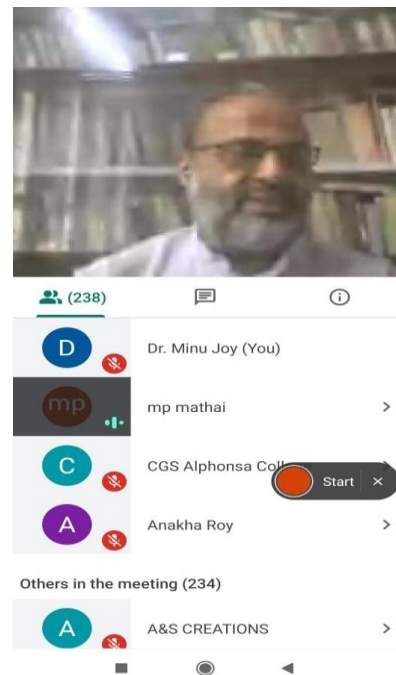 (238)
D
Dr. Minu Joy (You)
mp
mp mathai
C
CGS Alphonsa
Start
A
Anakha Roy
Others in the meeting (234)
A
A&S CREATIONS